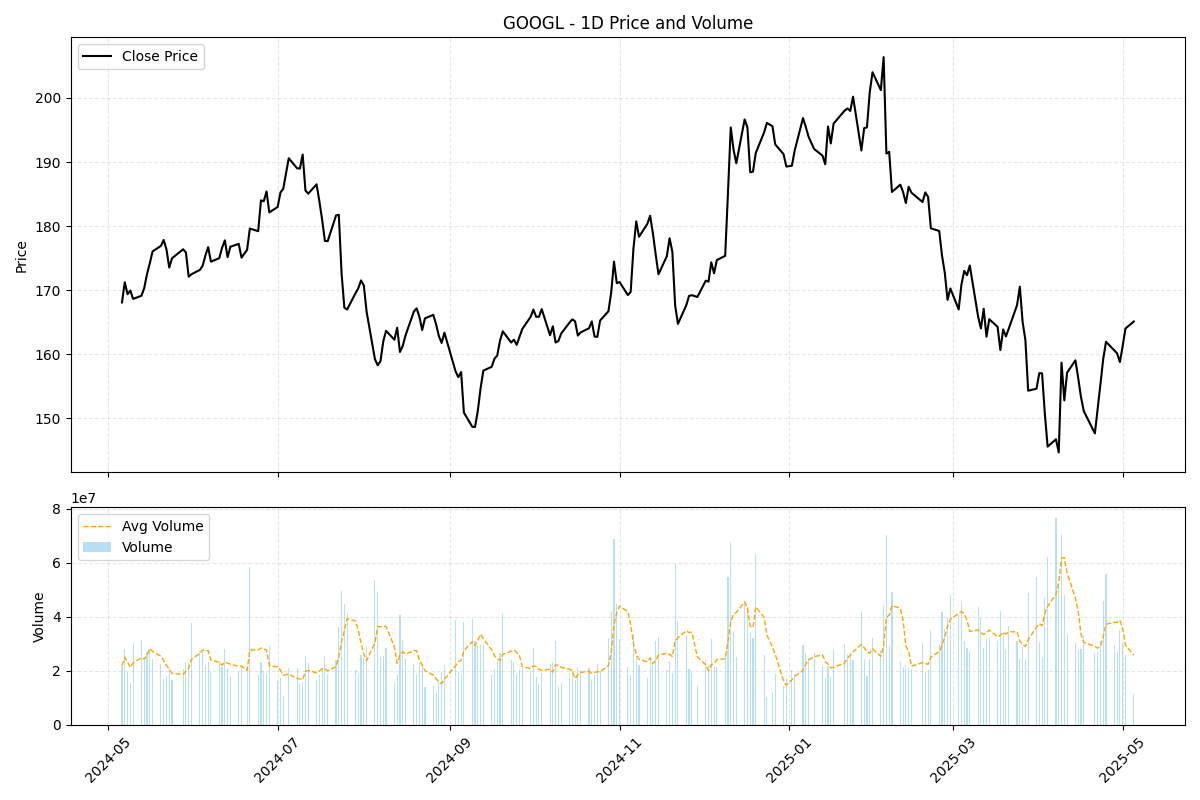 GOOGL - 1D Price and Volume
Close Price
Price
200
190
180
170
160
150
1e7
Avg Volume
Volume
Volume
8
6
4
2
0
2024-05
2024-07
2024-09
2024-11
2025-01
2025-03
2025-05